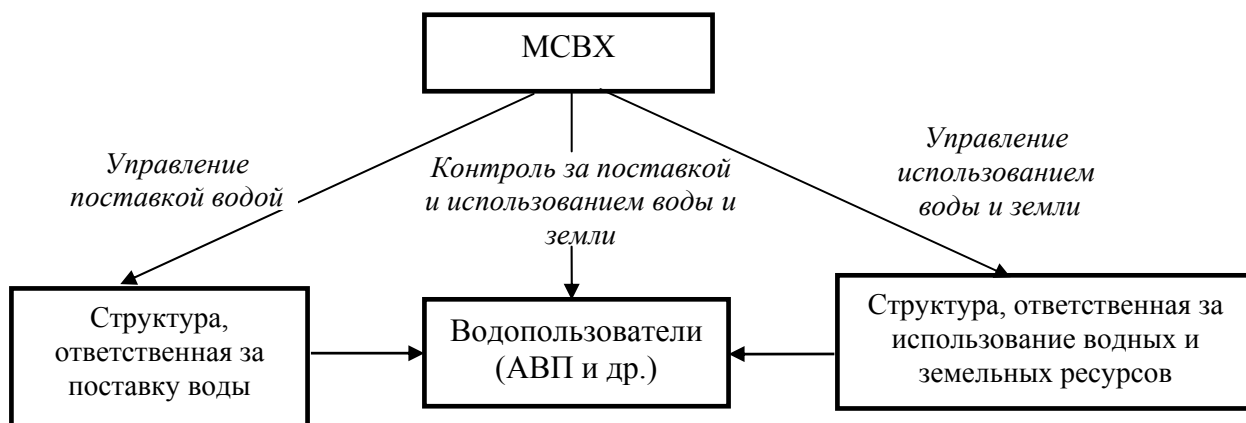 МСВХ
Управление
поставкой водой
Контроль за поставкой
и использованием воды и
земли
Управление
использованием
воды и земли
Структура,
ответственная за
поставку воды
Водопользователи
(АВП и др.)
Структура, ответственная за
использование водных и
земельных ресурсов